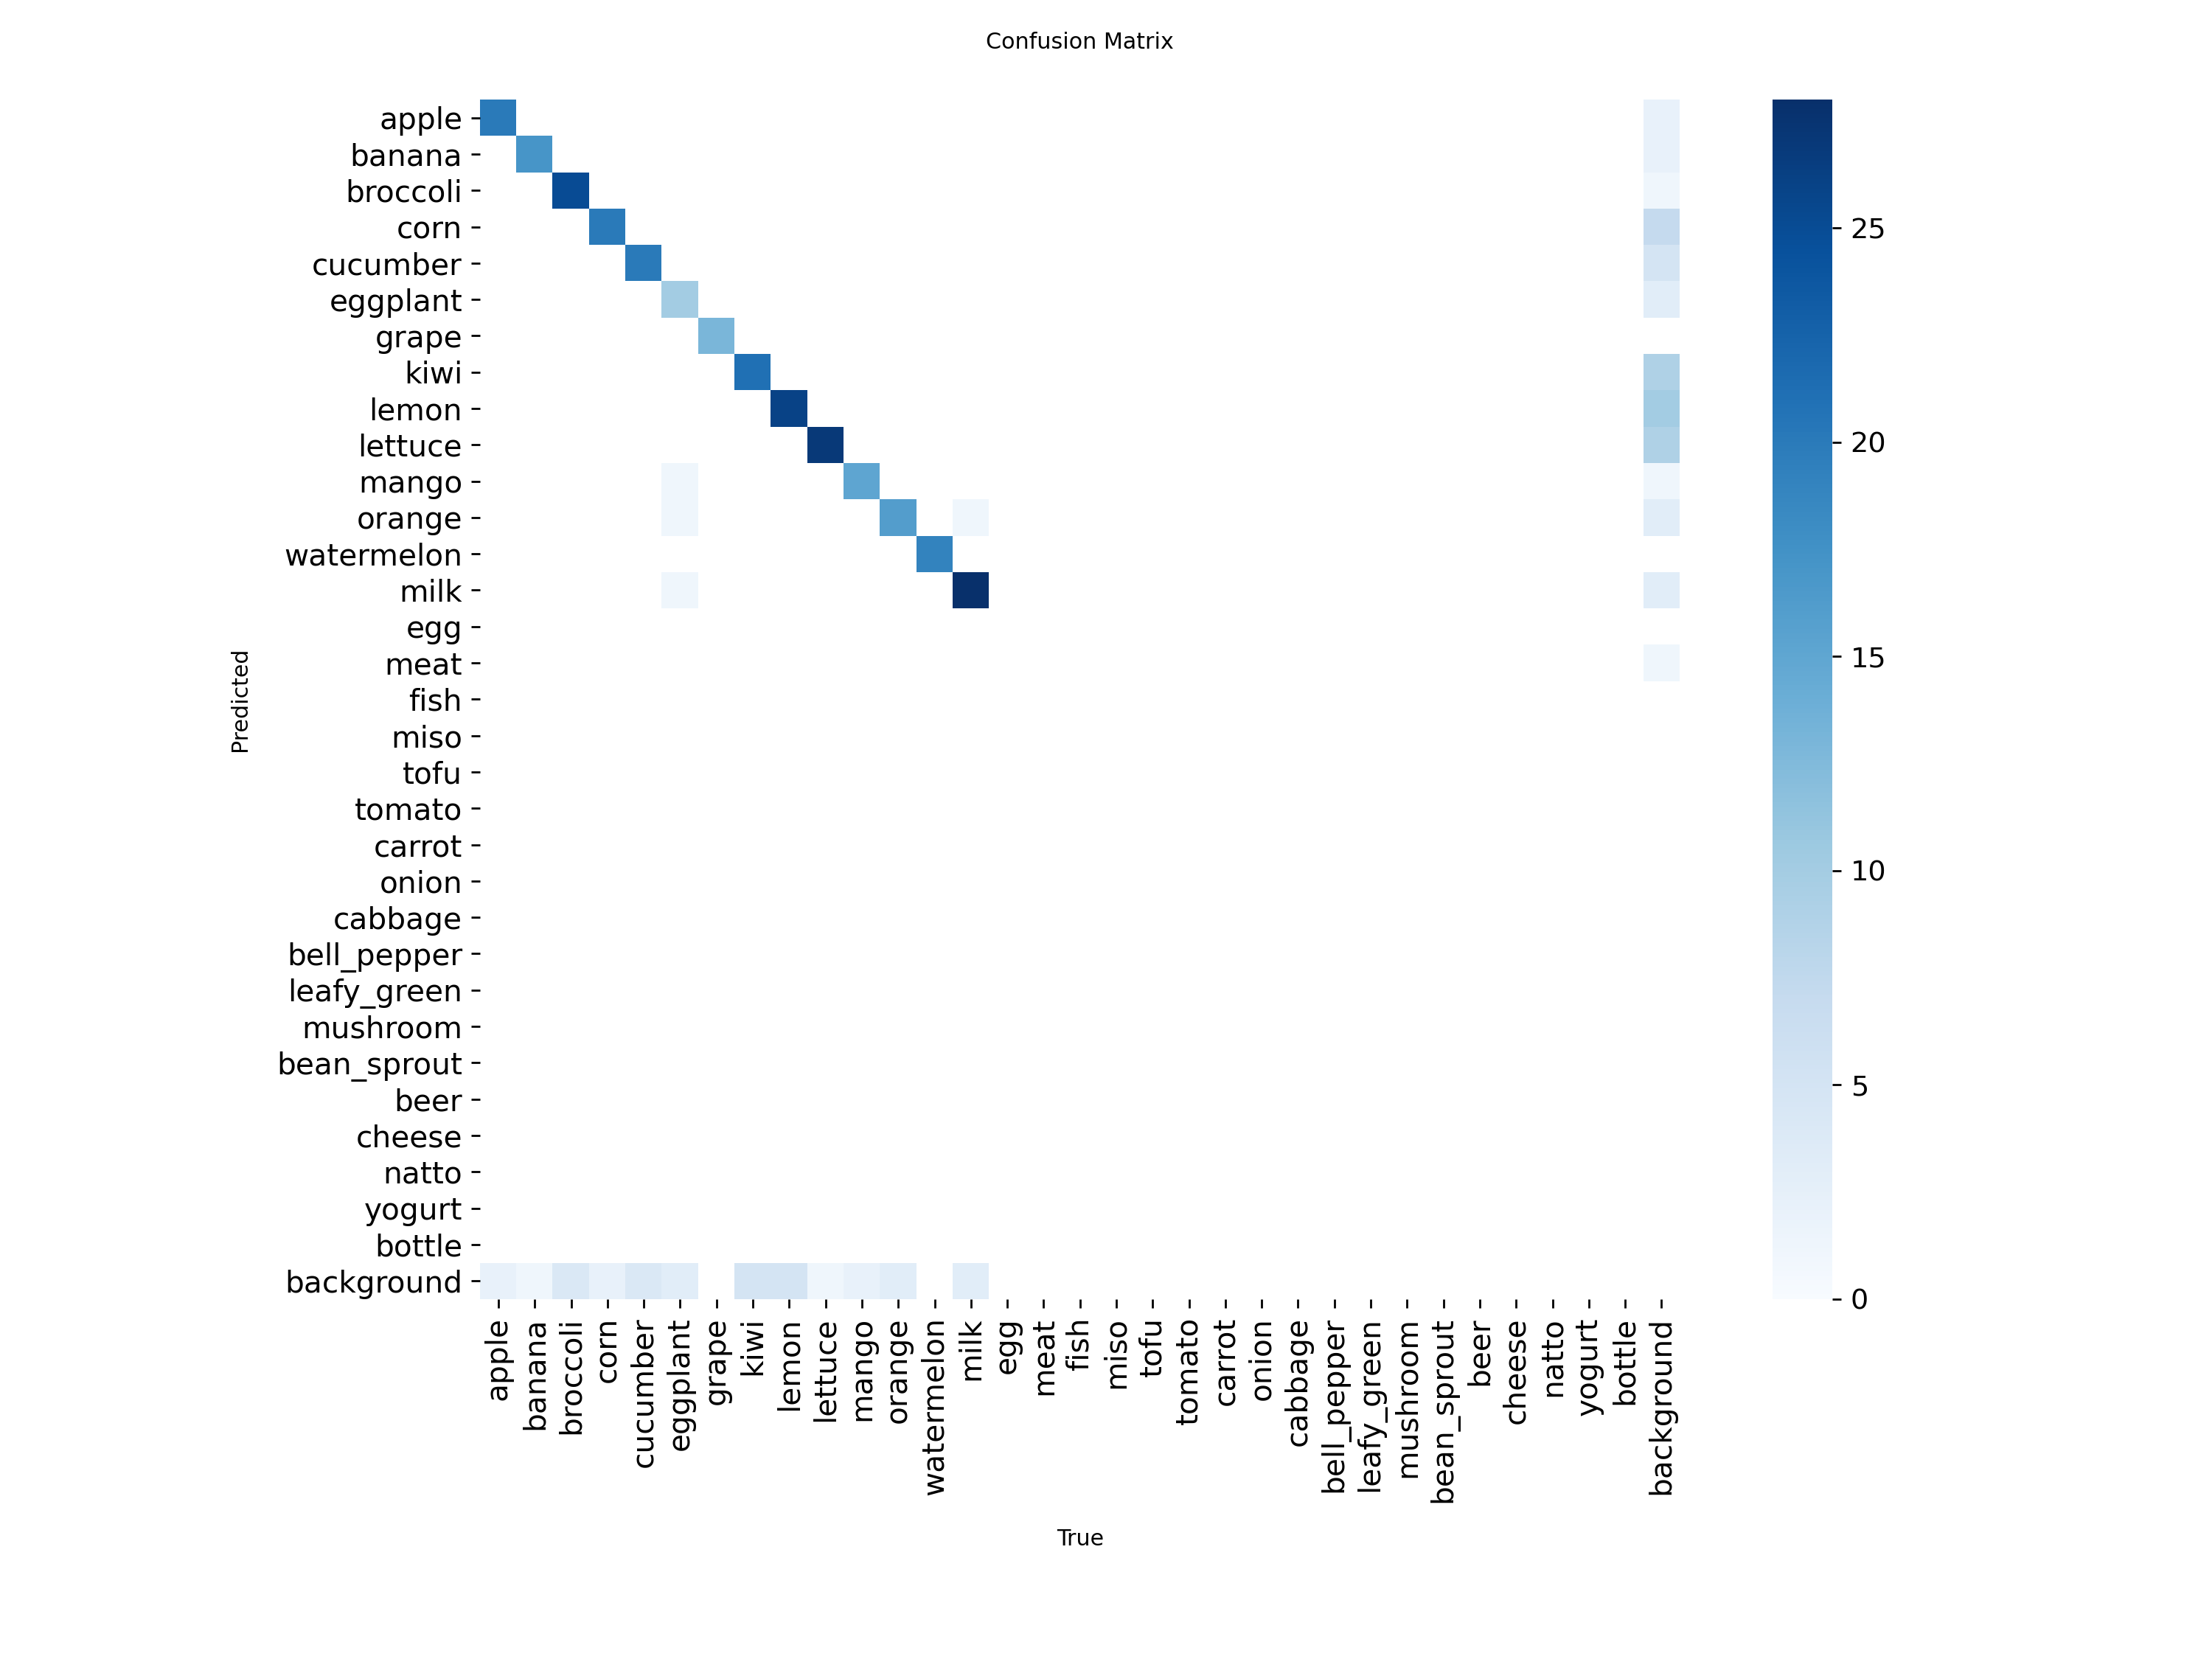 Confusion Matrix
apple
banana
broccoli
corn
cucumber
eggplant
grape
kiwi
lemon
lettuce
mango
orange
watermelon
milk
egg
meat
fish
miso
tofu
tomato
carrot
onion
cabbage
bell_pepper
leafy_green
mushroom
bean_sprout
beer
cheese
natto
yogurt
bottle
background
Predicted
apple
banana
broccoli
corn
cucumber
eggplant
grape
kiwi
lemon
lettuce
mango
orange
watermelon
milk
egg
meat
fish
miso
tofu
tomato
carrot
onion
cabbage
bell_pepper
leafy_green
mushroom
bean_sprout
beer
cheese
natto
yogurt
bottle
background
True
25
20
15
10
5
0